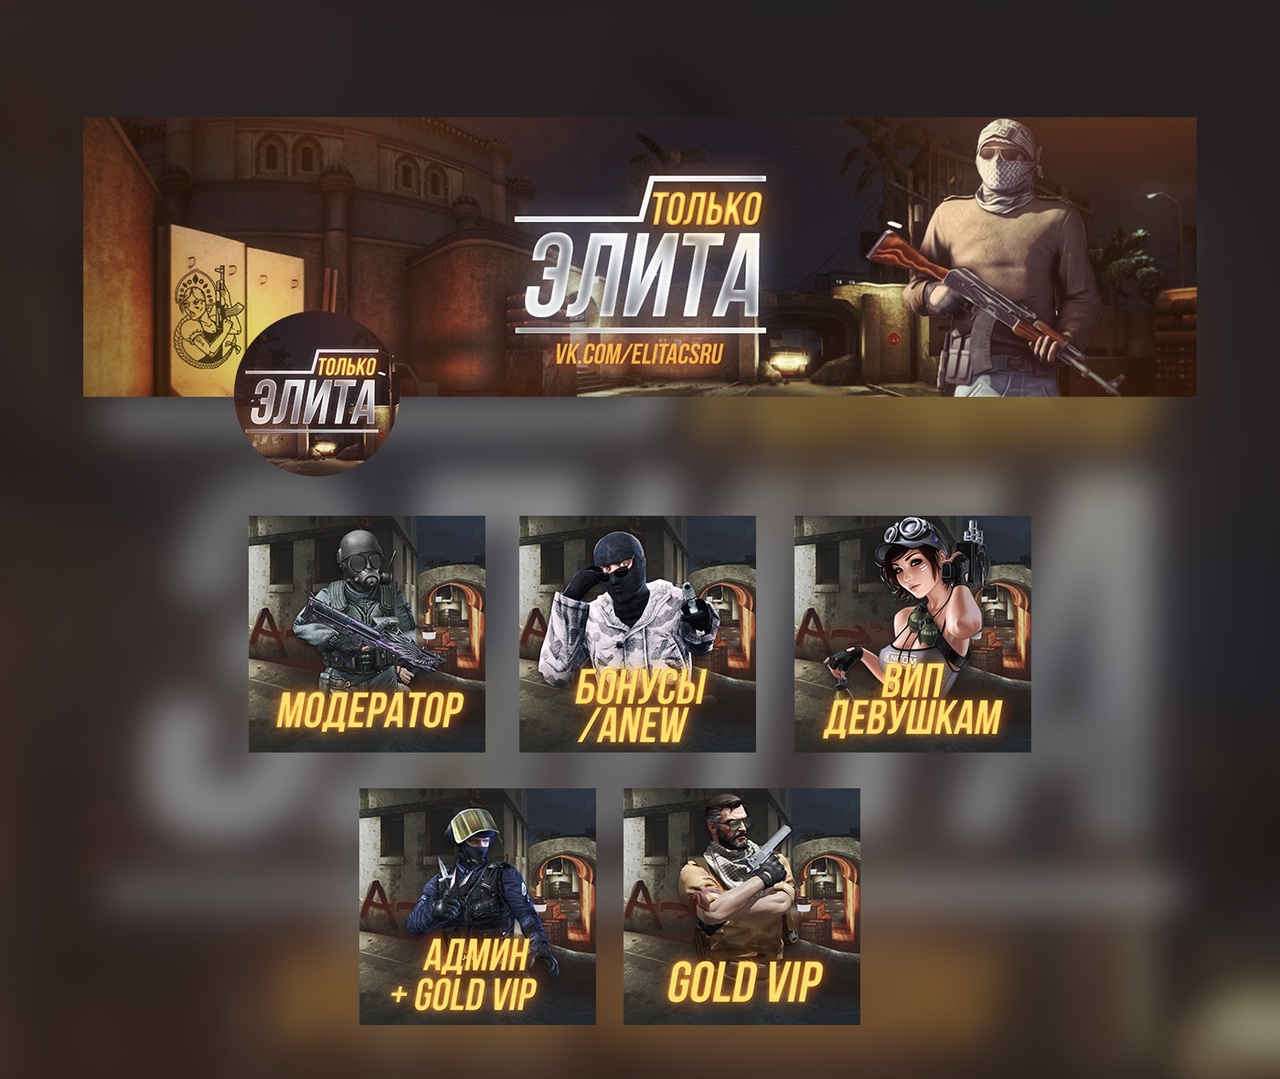 ТОЛЬКО
ЭЛИТА
VK.COM/ELITACSRU
ТОЛЬКО
ЭЛИТА
МОДЕРАТОР
БОНУСЫ
/ANEW
ВИП
ДЕВУШКАМ
АДМИН
+ GOLD VIP
GOLD VIP